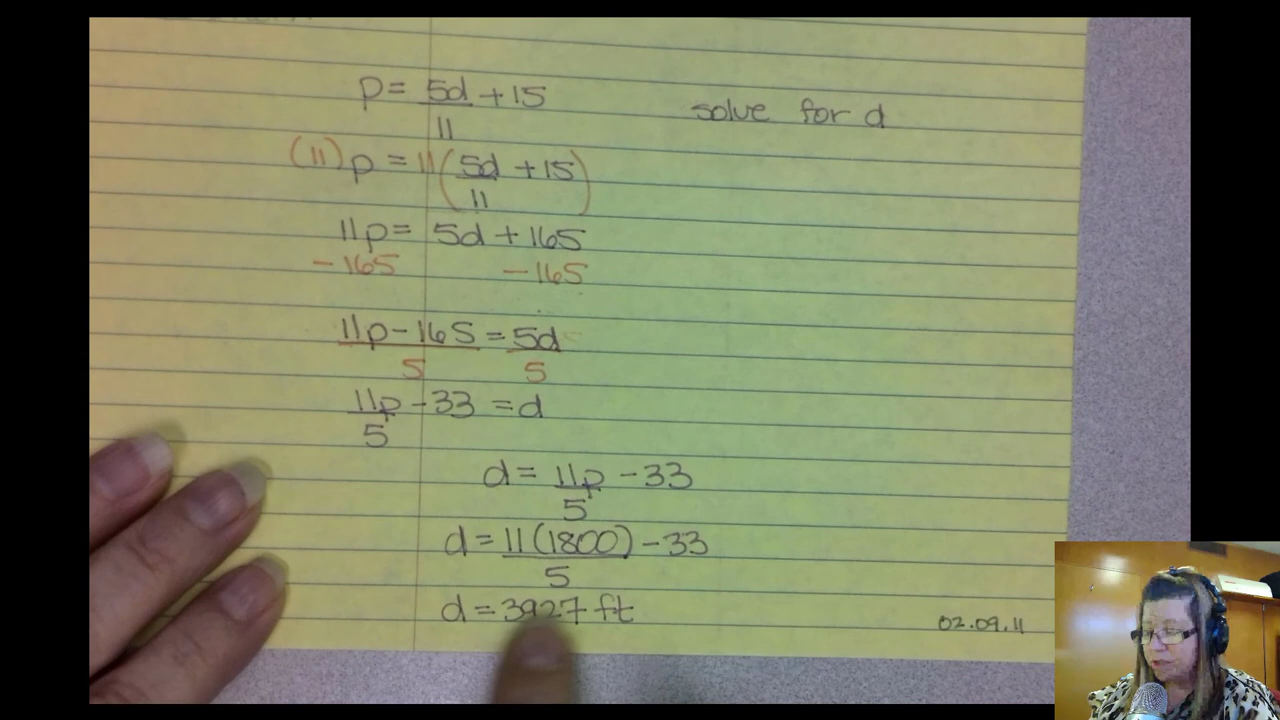 p = 5d/11 + 15
solve for d
(11)p = 11(5d/11 + 15)
11p = 5d + 165
-165 -165
11p - 165 = 5d
5 5
11p/5 - 33 = d
d = 11p/5 - 33
d = 11(1800)/5 - 33
d = 3927 ft
02.09.11